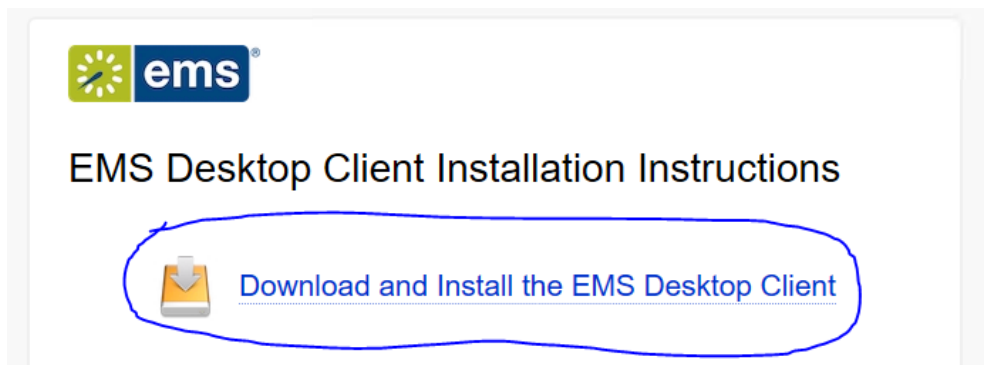 ems®
EMS Desktop Client Installation Instructions
Download and Install the EMS Desktop Client